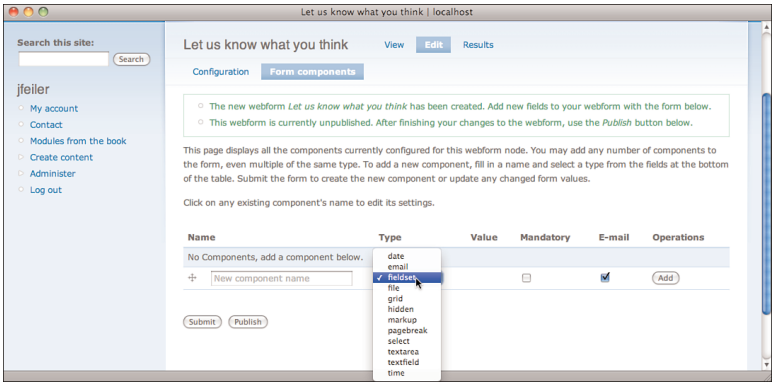 Let us know what you think | localhost
Search this site:
Search
jfeiler
My account
Contact
Modules from the book
Create content
Administer
Log out
Let us know what you think View Edit Results
Configuration Form components
The new webform Let us know what you think has been created. Add new fields to your webform with the form below.
This webform is currently unpublished. After finishing your changes to the webform, use the Publish button below.
This page displays all the components currently configured for this webform node. You may add any number of components to
the form, even multiple of the same type. To add a new component, fill in a name and select a type from the fields at the bottom
of the table. Submit the form to create the new component or update any changed form values.
Click on any existing component's name to edit its settings.
Name Type Value Mandatory E-mail Operations
No Components, add a component below.
New component name
Add
date
email
✓ fieldset
file
grid
hidden
markup
pagebreak
select
textarea
textfield
time
Submit Publish